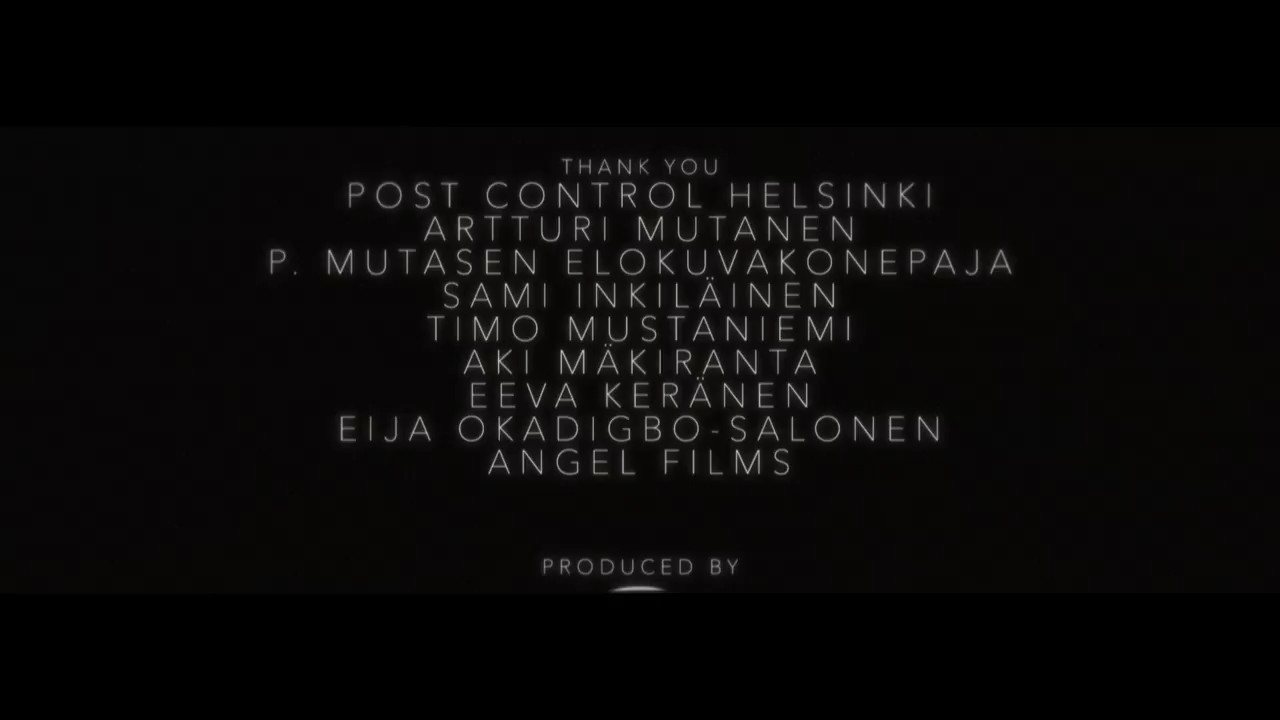 THANK YOU
POST CONTROL HELSINKI
ARTTURI MUTANEN
P. MUTASEN ELOKUVAKONEPAJA
SAMI INKILÄINEN
TIMO MUSTANIEMI
AKI MÄKIRANTA
EEVA KERÄNEN
EIJA OKADIGBO-SALONEN
ANGEL FILMS
PRODUCED BY